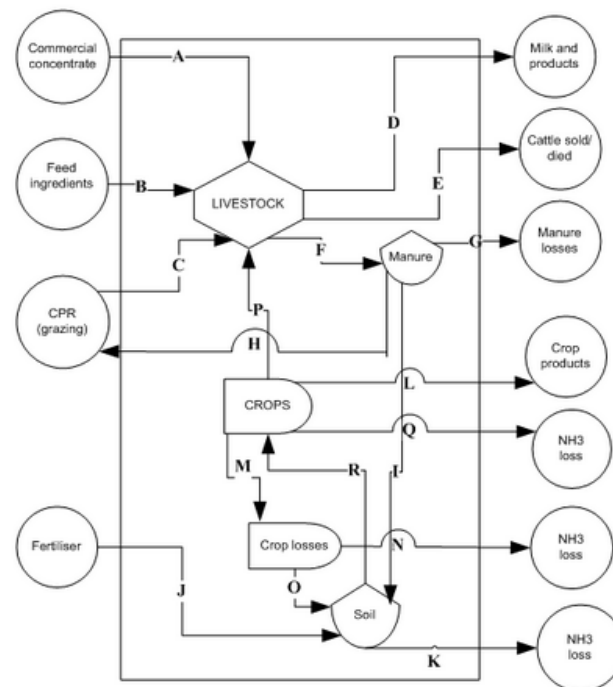 Commercial
concentrate
A
Milk and
products
D
Cattle sold/
died
Feed
ingredients
B
E
LIVESTOCK
Manure
losses
G
F
Manure
C
CPR
(grazing)
P
H
Crop
products
L
CROPS
Q
NH3
loss
M
R
I
Fertiliser
Crop losses
N
NH3
loss
O
J
Soil
K
NH3
loss